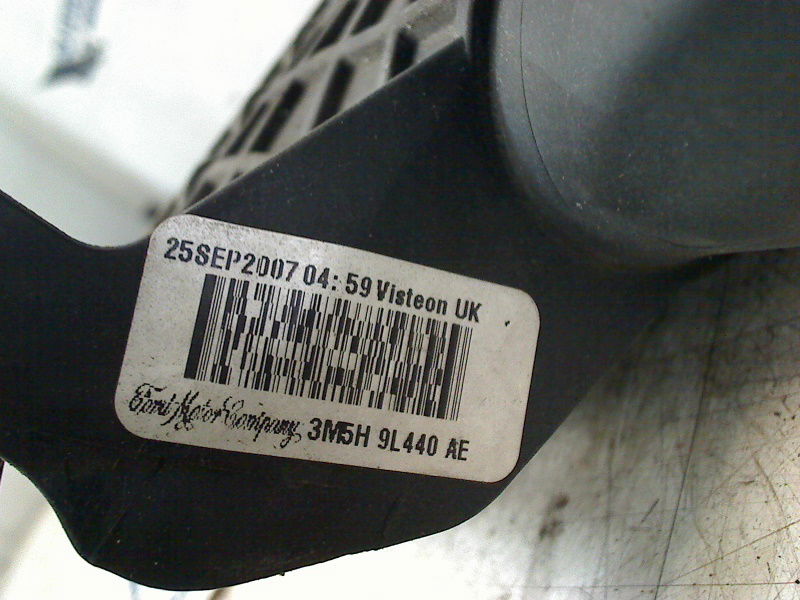 25SEP2007 04:59 Visteon UK
Ford Motor Company 3M5H 9L440 AE